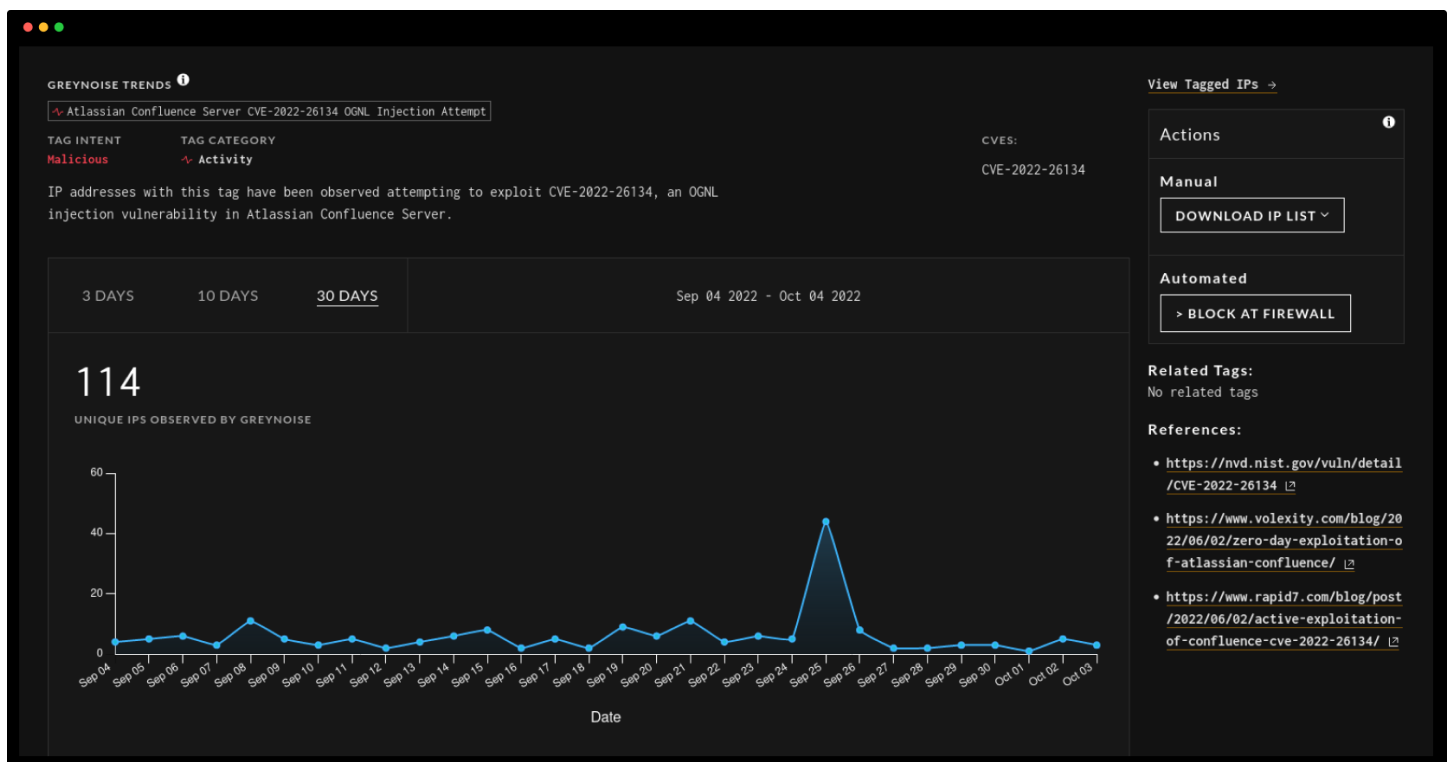 GREYNOISE TRENDS
Atlassian Confluence Server CVE-2022-26134 OGNL Injection Attempt
TAG INTENT
Malicious
TAG CATEGORY
Activity
CVES:
CVE-2022-26134
IP addresses with this tag have been observed attempting to exploit CVE-2022-26134, an OGNL
injection vulnerability in Atlassian Confluence Server.
3 DAYS
10 DAYS
30 DAYS
Sep 04 2022 - Oct 04 2022
114
UNIQUE IPS OBSERVED BY GREYNOISE
60
40
20
0
Sep 04
Sep 05
Sep 06
Sep 07
Sep 08
Sep 09
Sep 10
Sep 11
Sep 12
Sep 13
Sep 14
Sep 15
Sep 16
Sep 17
Sep 18
Sep 19
Sep 20
Sep 21
Sep 22
Sep 23
Sep 24
Sep 25
Sep 26
Sep 27
Sep 28
Sep 29
Sep 30
Oct 01
Oct 02
Oct 03
Date
View Tagged IPs →
Actions
Manual
DOWNLOAD IP LIST
Automated
> BLOCK AT FIREWALL
Related Tags:
No related tags
References:
• https://nvd.nist.gov/vuln/detail
/CVE-2022-26134
• https://www.volexity.com/blog/20
22/06/02/zero-day-exploitation-o
f-atlassian-confluence/
• https://www.rapid7.com/blog/post
/2022/06/02/active-exploitation-
of-confluence-cve-2022-26134/